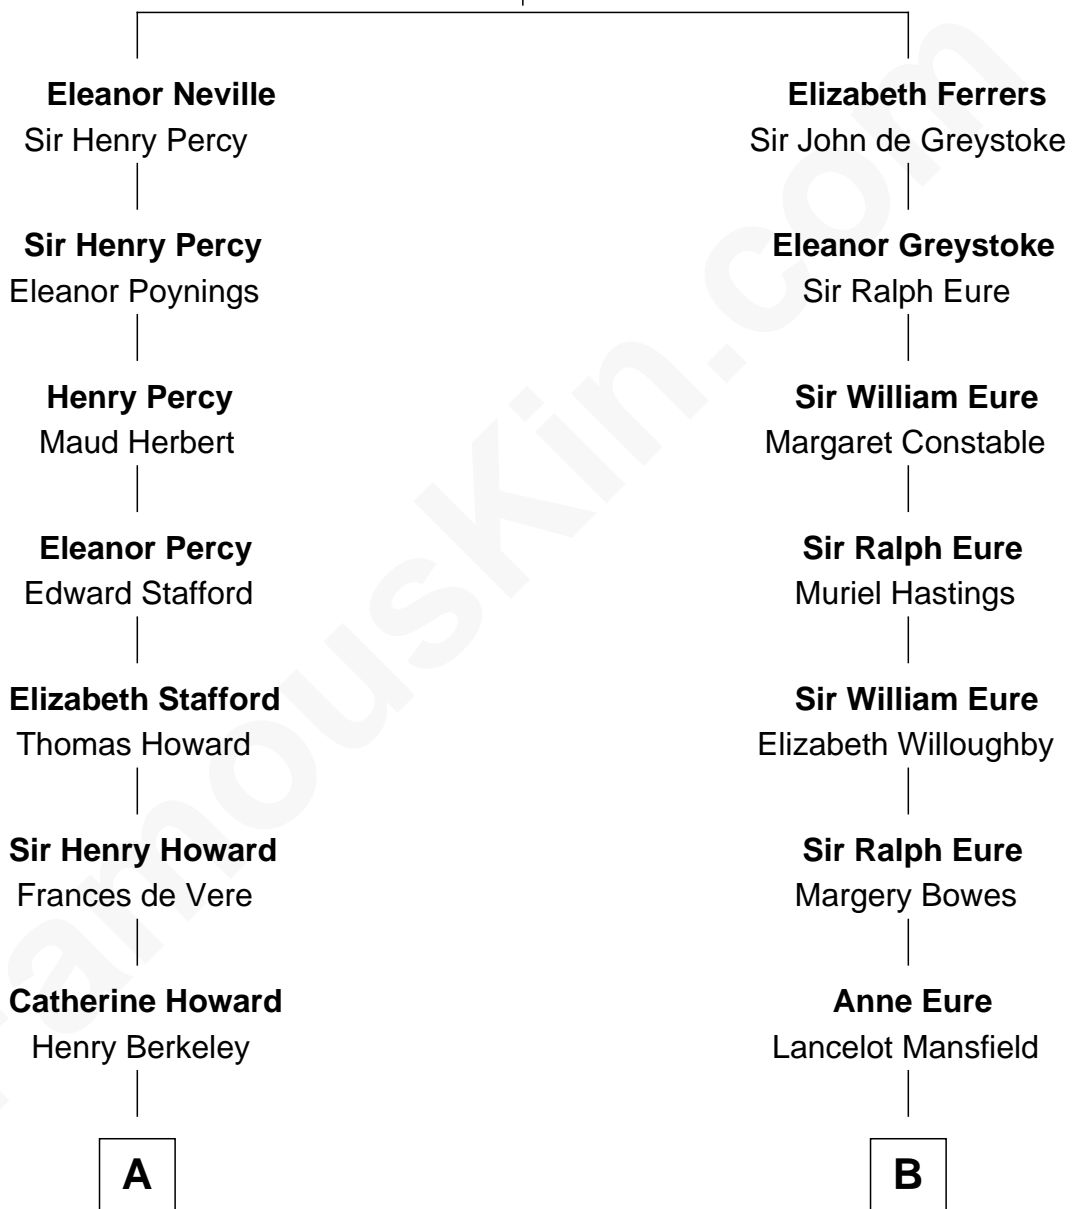 Eleanor Neville
Sir Henry Percy
Sir Henry Percy
Eleanor Poynings
Henry Percy
Maud Herbert
Eleanor Percy
Edward Stafford
Elizabeth Stafford
Thomas Howard
Sir Henry Howard
Frances de Vere
Catherine Howard
Henry Berkeley
A
Elizabeth Ferrers
Sir John de Greystoke
Eleanor Greystoke
Sir Ralph Eure
Sir William Eure
Margaret Constable
Sir Ralph Eure
Muriel Hastings
Sir William Eure
Elizabeth Willoughby
Sir Ralph Eure
Margery Bowes
Anne Eure
Lancelot Mansfield
B
famouskin.com